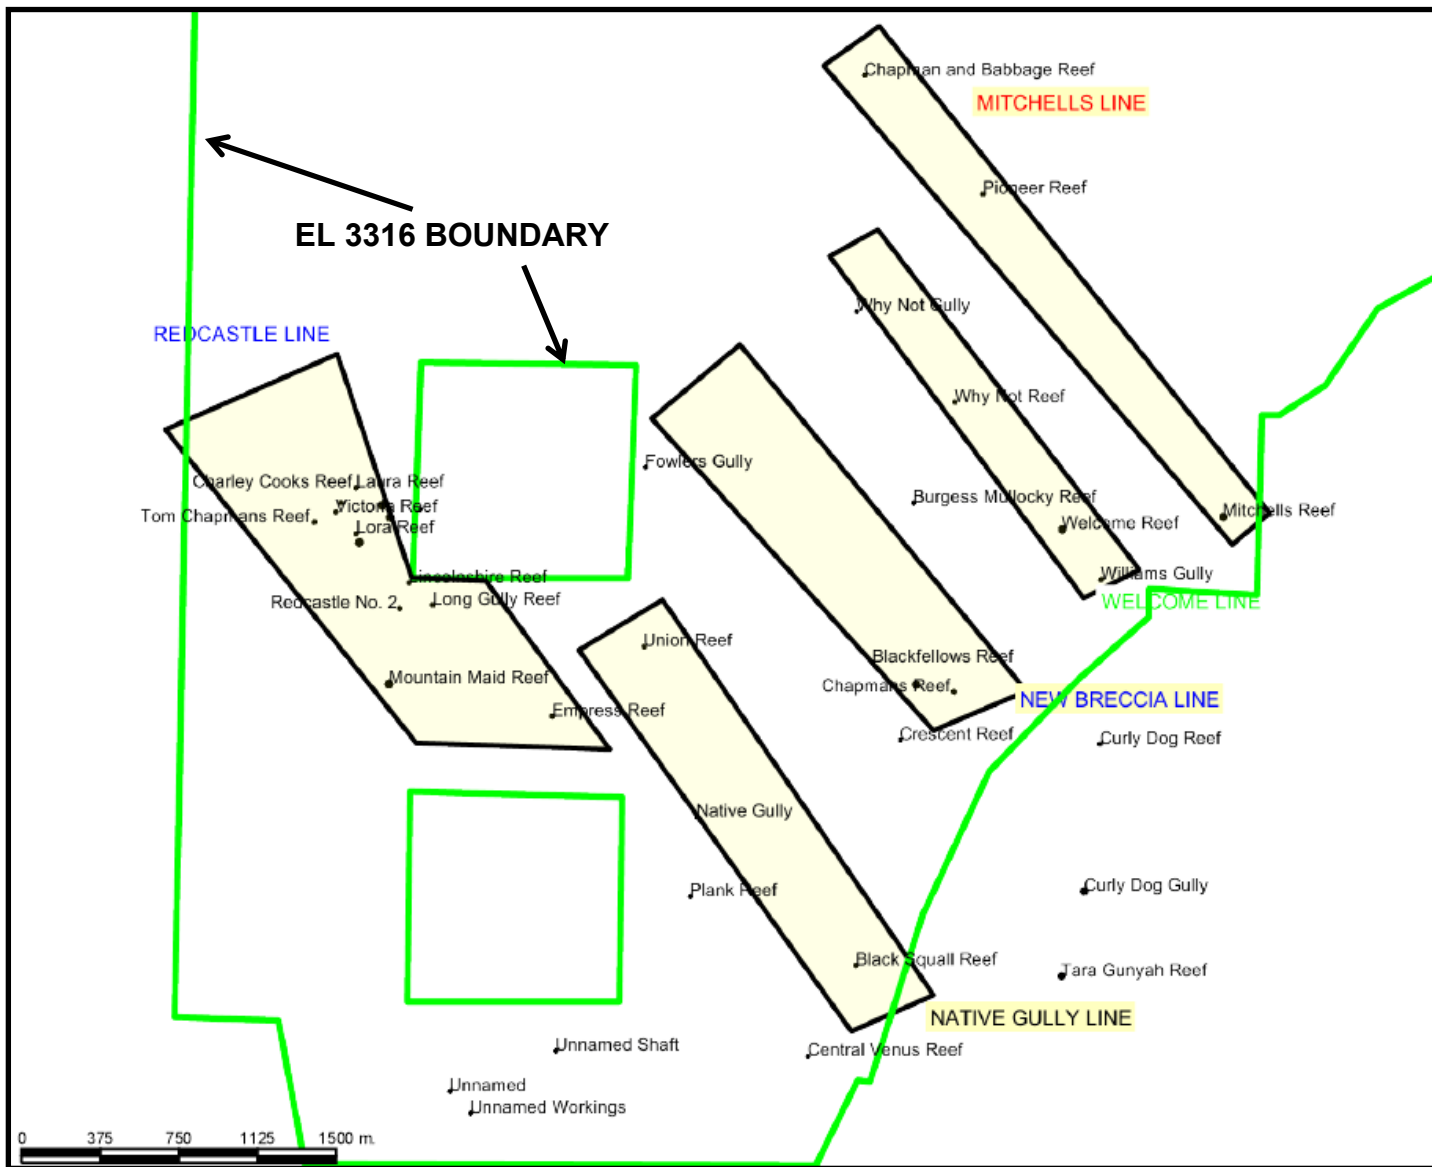 Chapman and Babbage Reef
MITCHELLS LINE
Pioneer Reef
EL 3316 BOUNDARY
Why Not Gully
REDCASTLE LINE
Why Not Reef
Fowlers Gully
Charley Cooks Reef
Laura Reef
Burgess Mullocky Reef
Victoria Reef
Tom Chapmans Reef
Mitchells Reef
Lora Reef
Welcome Reef
Lincolnshire Reef
Williams Gully
Long Gully Reef
Redcastle No. 2
WELCOME LINE
Union Reef
Blackfellows Reef
Mountain Maid Reef
Chapmans Reef
NEW BRECCIA LINE
Empress Reef
Crescent Reef
Curly Dog Reef
Native Gully
Plank Reef
Curly Dog Gully
Black Squall Reef
Tara Gunyah Reef
NATIVE GULLY LINE
Unnamed Shaft
Central Venus Reef
Unnamed
Unnamed Workings
0 375 750 1125 1500 m.